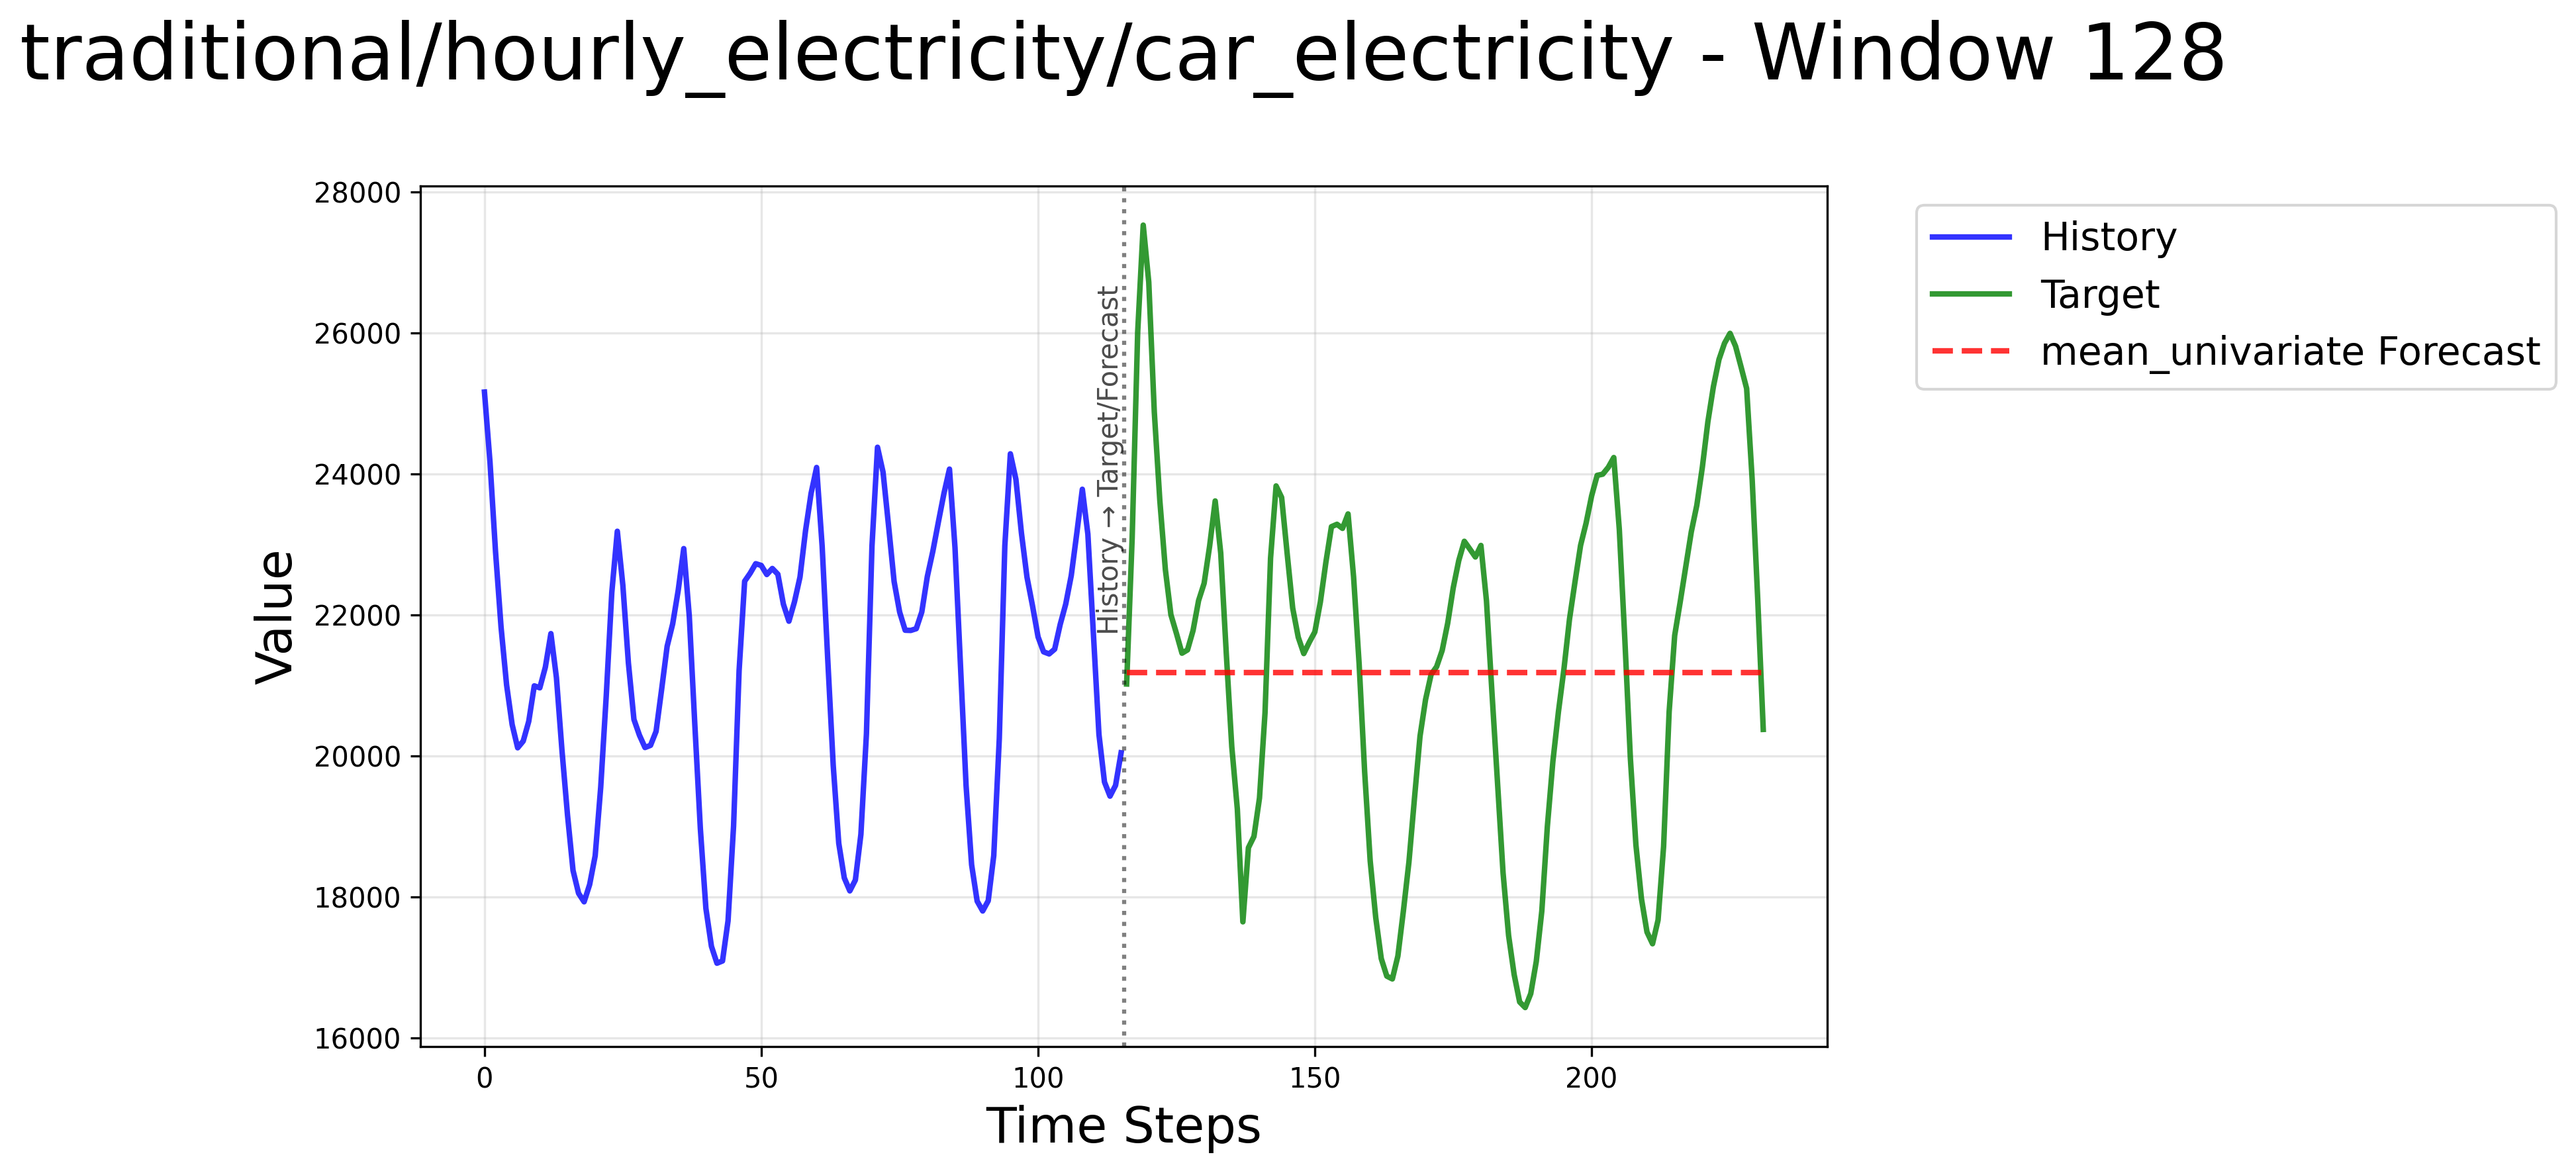 traditional/hourly_electricity/car_electricity - Window 128
28000
26000
24000
22000
20000
18000
16000
Value
0
50
100
150
200
Time Steps
History → Target/Forecast
History
Target
mean_univariate Forecast